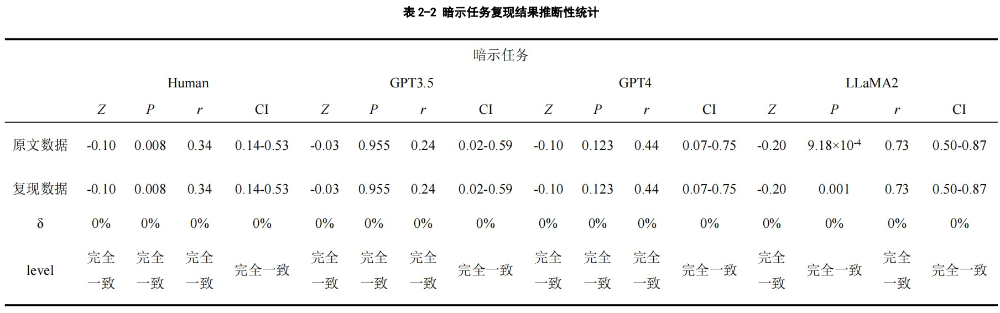 表 2-2 暗示任务复现结果推断性统计
暗示任务
Human GPT3.5 GPT4 LLaMA2
Z P r CI Z P r CI Z P r CI Z P r CI
原文数据 -0.10 0.008 0.34 0.14-0.53 -0.03 0.955 0.24 0.02-0.59 -0.10 0.123 0.44 0.07-0.75 -0.20 9.18×10⁻⁴ 0.73 0.50-0.87
复现数据 -0.10 0.008 0.34 0.14-0.53 -0.03 0.955 0.24 0.02-0.59 -0.10 0.123 0.44 0.07-0.75 -0.20 0.001 0.73 0.50-0.87
δ 0% 0% 0% 0% 0% 0% 0% 0% 0% 0% 0% 0% 0% 0% 0% 0%
level 完全一致 完全一致 完全一致 完全一致 完全一致 完全一致 完全一致 完全一致 完全一致 完全一致 完全一致 完全一致 完全一致 完全一致 完全一致 完全一致